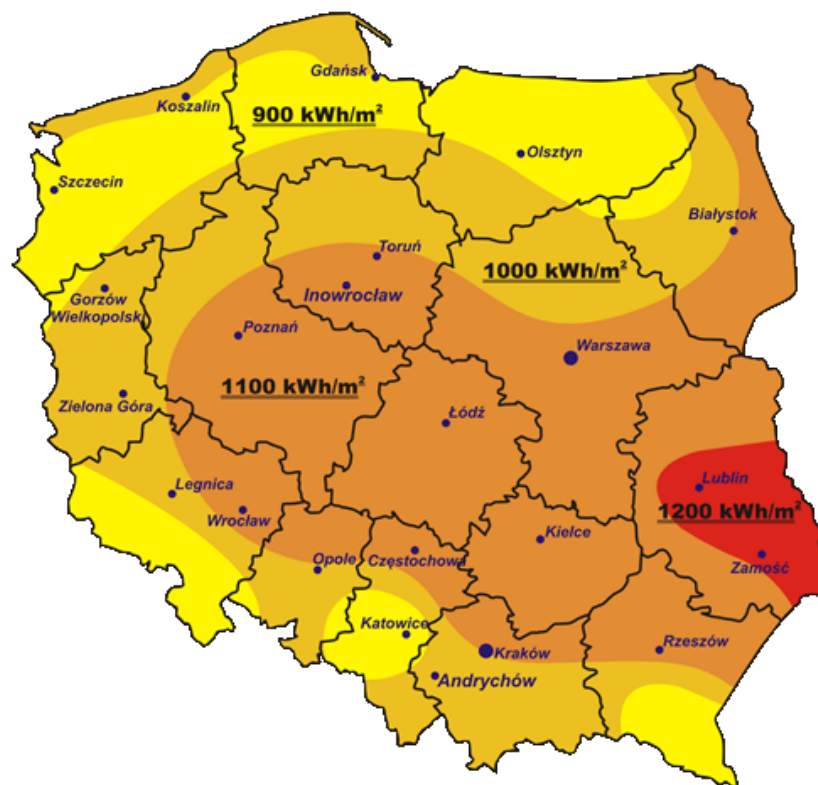 Gdańsk
Koszalin
900 kWh/m²
Olsztyn
Szczecin
Białystok
Toruń
1000 kWh/m²
Inowrocław
Gorzów
Wielkopolski
Poznań
Warszawa
1100 kWh/m²
Zielona Góra
Łódź
Lublin
Legnica
1200 kWh/m²
Wrocław
Kielce
Opole
Częstochowa
Zamość
Katowice
Rzeszów
Kraków
Andrychów